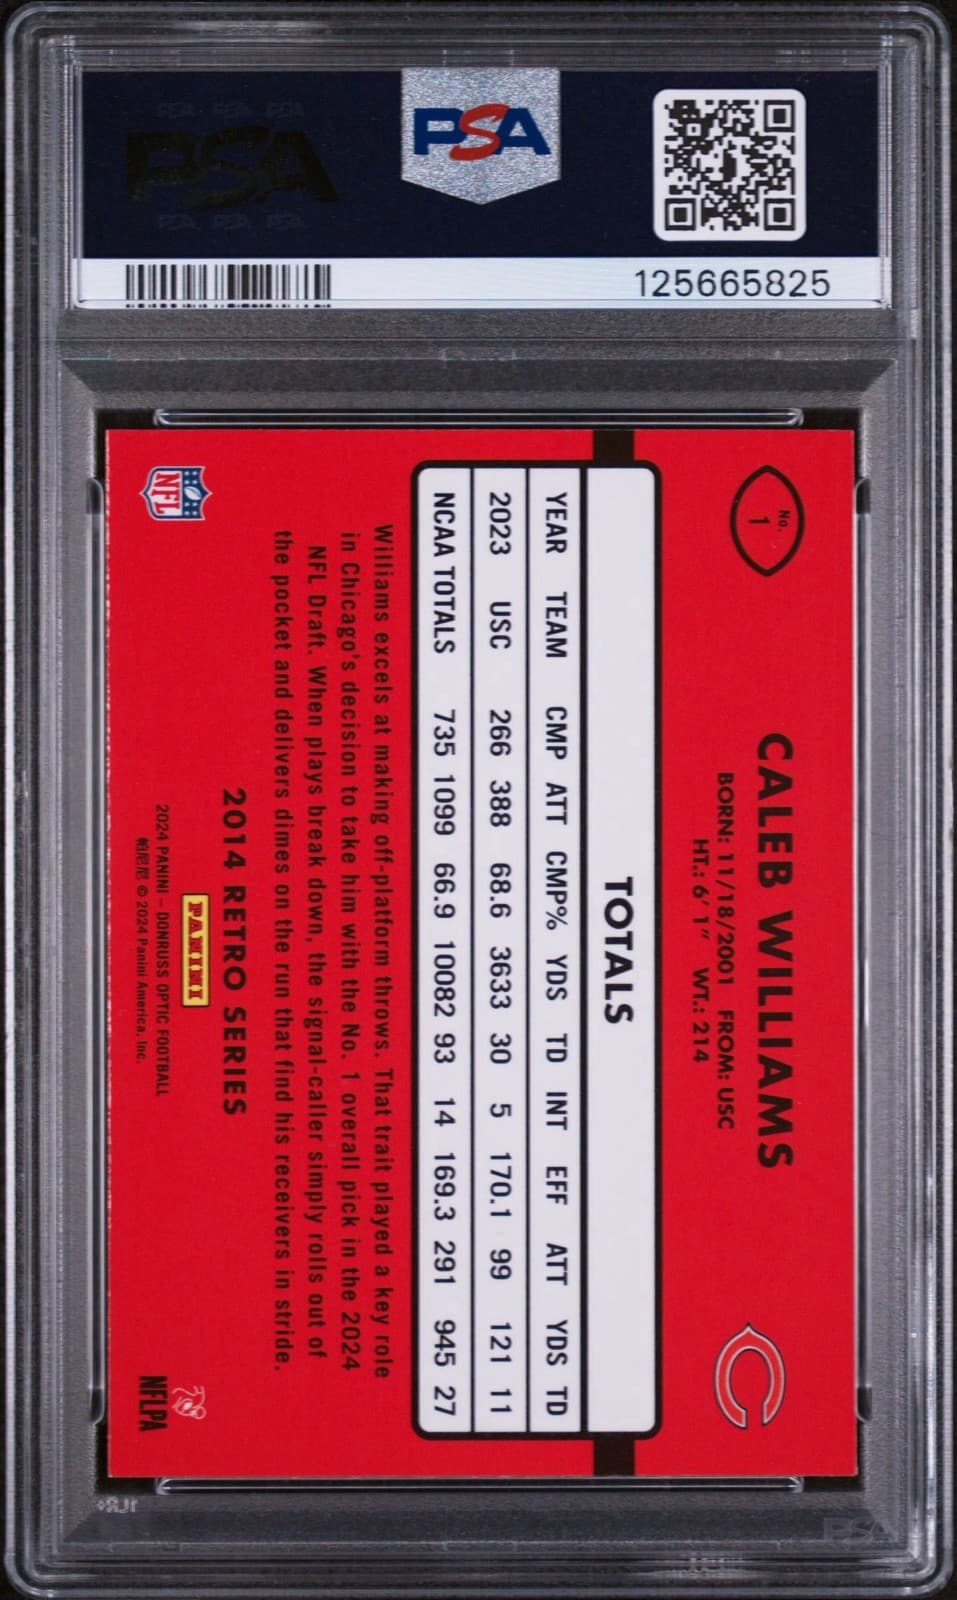 PSA
PSA
125665825
No.
1
CALEB WILLIAMS
BORN: 11/18/2001 FROM: USC
HT.: 6' 1" WT.: 214
TOTALS
YEAR TEAM CMP ATT CMP% YDS TD INT EFF ATT YDS TD
2023 USC 266 388 68.6 3633 30 5 170.1 99 121 11
NCAA TOTALS 735 1099 66.9 10082 93 14 169.3 291 945 27
Williams excels at making off-platform throws. That trait played a key role
in Chicago's decision to take him with the No. 1 overall pick in the 2024
NFL Draft. When plays break down, the signal-caller simply rolls out of
the pocket and delivers dimes on the run that find his receivers in stride.
2014 RETRO SERIES
PANINI
2024 PANINI – DONRUSS OPTIC FOOTBALL
帕尼尼 © 2024 Panini America, Inc.
NFL
NFLPA
PSA